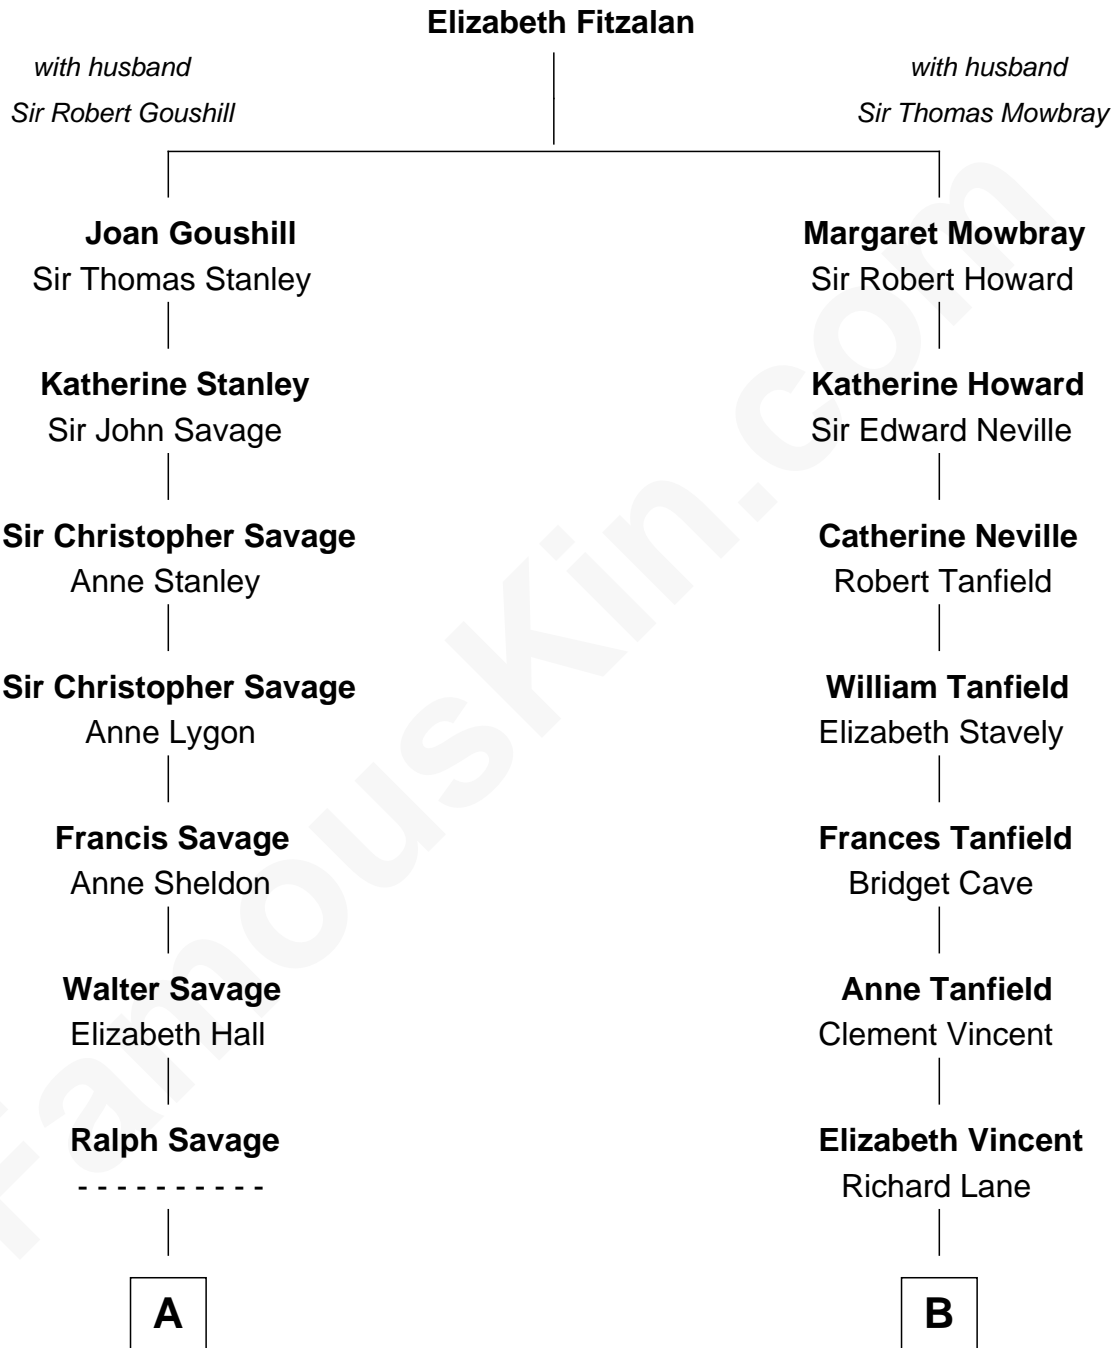 Elizabeth Fitzalan
with husband
Sir Robert Goushill
with husband
Sir Thomas Mowbray
Joan Goushill
Sir Thomas Stanley
Margaret Mowbray
Sir Robert Howard
Katherine Stanley
Sir John Savage
Katherine Howard
Sir Edward Neville
Sir Christopher Savage
Anne Stanley
Catherine Neville
Robert Tanfield
Sir Christopher Savage
Anne Lygon
William Tanfield
Elizabeth Stavely
Francis Savage
Anne Sheldon
Frances Tanfield
Bridget Cave
Walter Savage
Elizabeth Hall
Anne Tanfield
Clement Vincent
Ralph Savage
- - - - - - - - - -
Elizabeth Vincent
Richard Lane
A
B
FamousKin.com